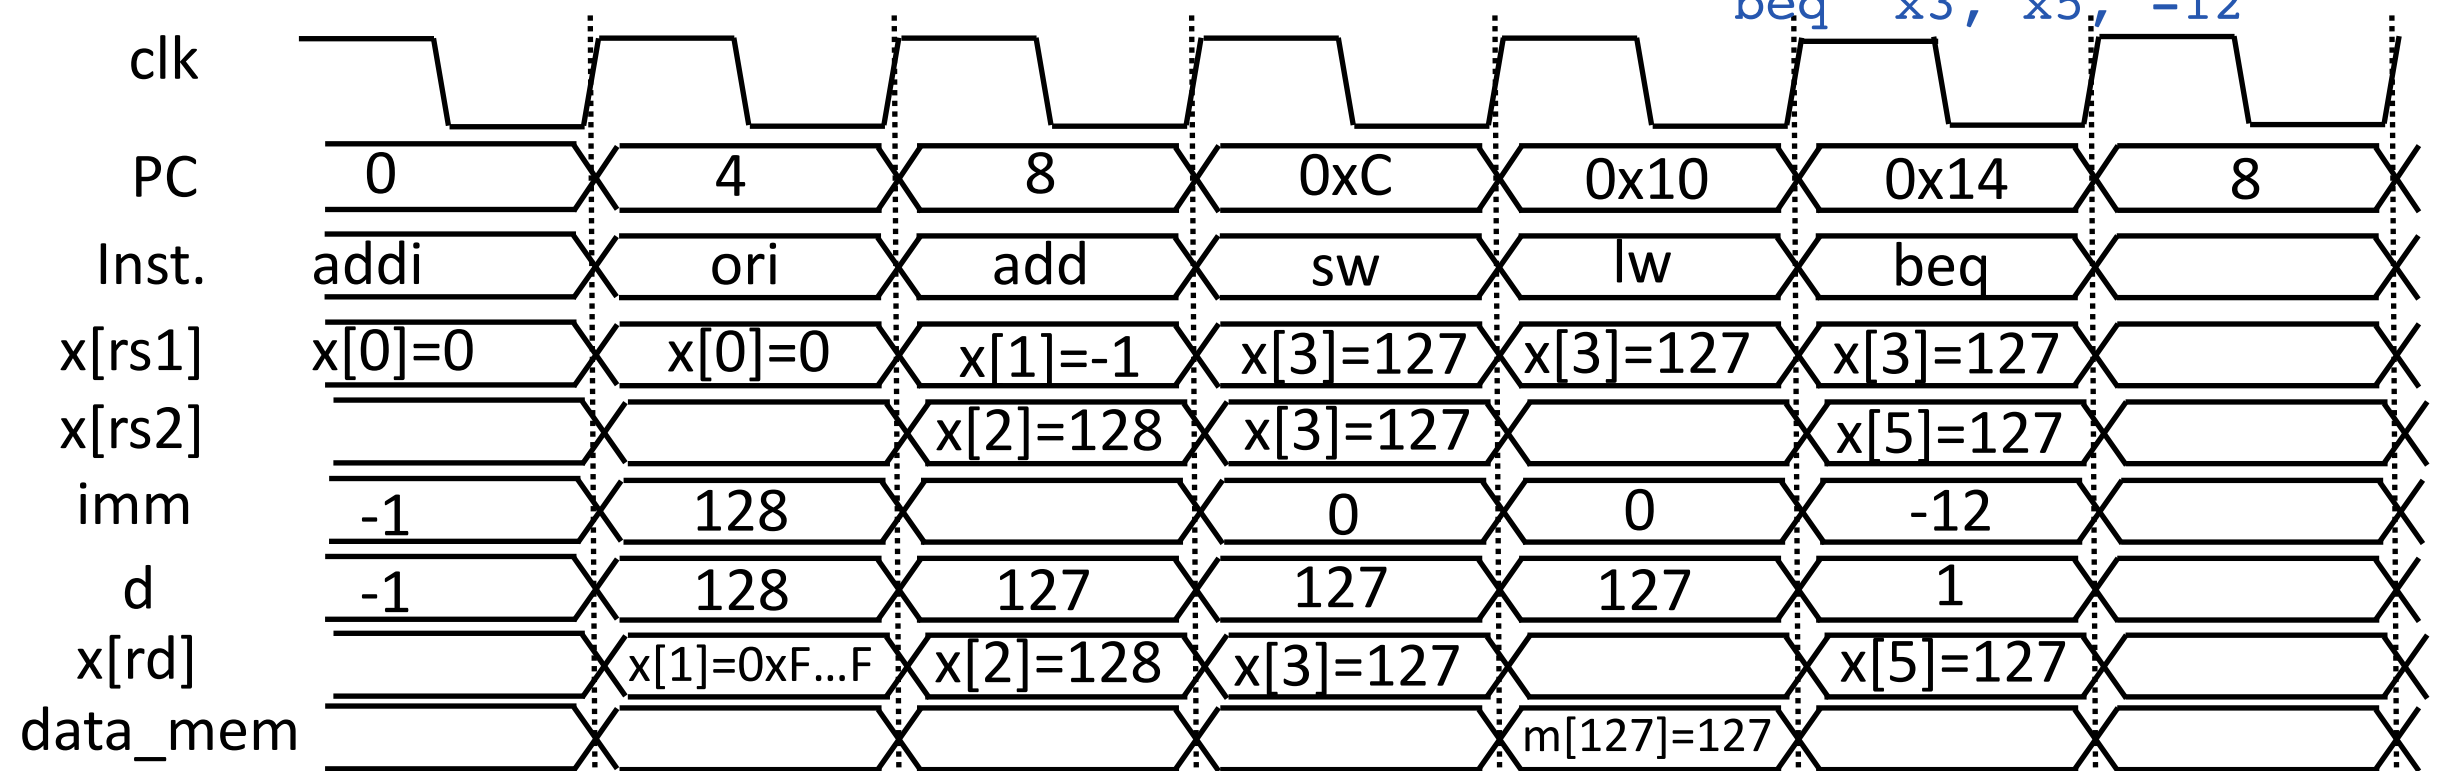 beq x3, x5, -12
clk
PC 0 4 8 0xC 0x10 0x14 8
Inst. addi ori add sw lw beq
x[rs1] x[0]=0 x[0]=0 x[1]=-1 x[3]=127 x[3]=127 x[3]=127
x[rs2] x[2]=128 x[3]=127 x[5]=127
imm -1 128 0 0 -12
d -1 128 127 127 127 1
x[rd] x[1]=0xF...F x[2]=128 x[3]=127 x[5]=127
data_mem m[127]=127